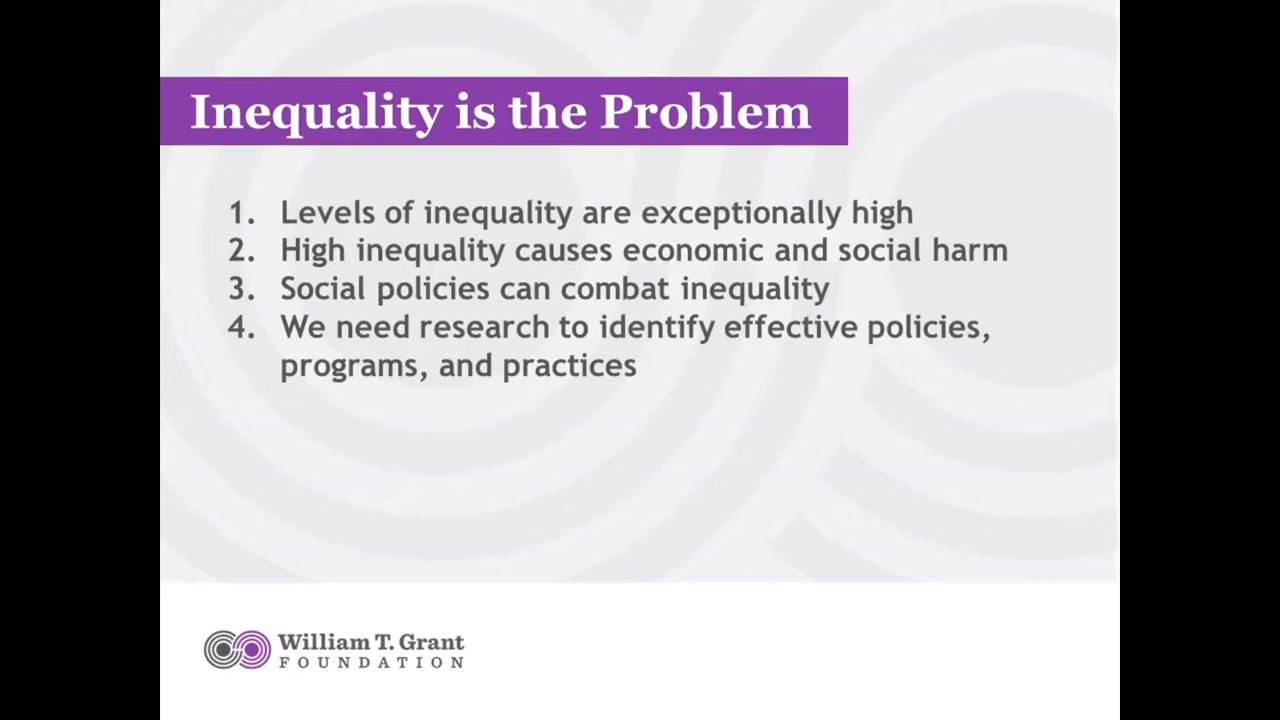 Inequality is the Problem
1. Levels of inequality are exceptionally high
2. High inequality causes economic and social harm
3. Social policies can combat inequality
4. We need research to identify effective policies,
programs, and practices
William T. Grant
FOUNDATION